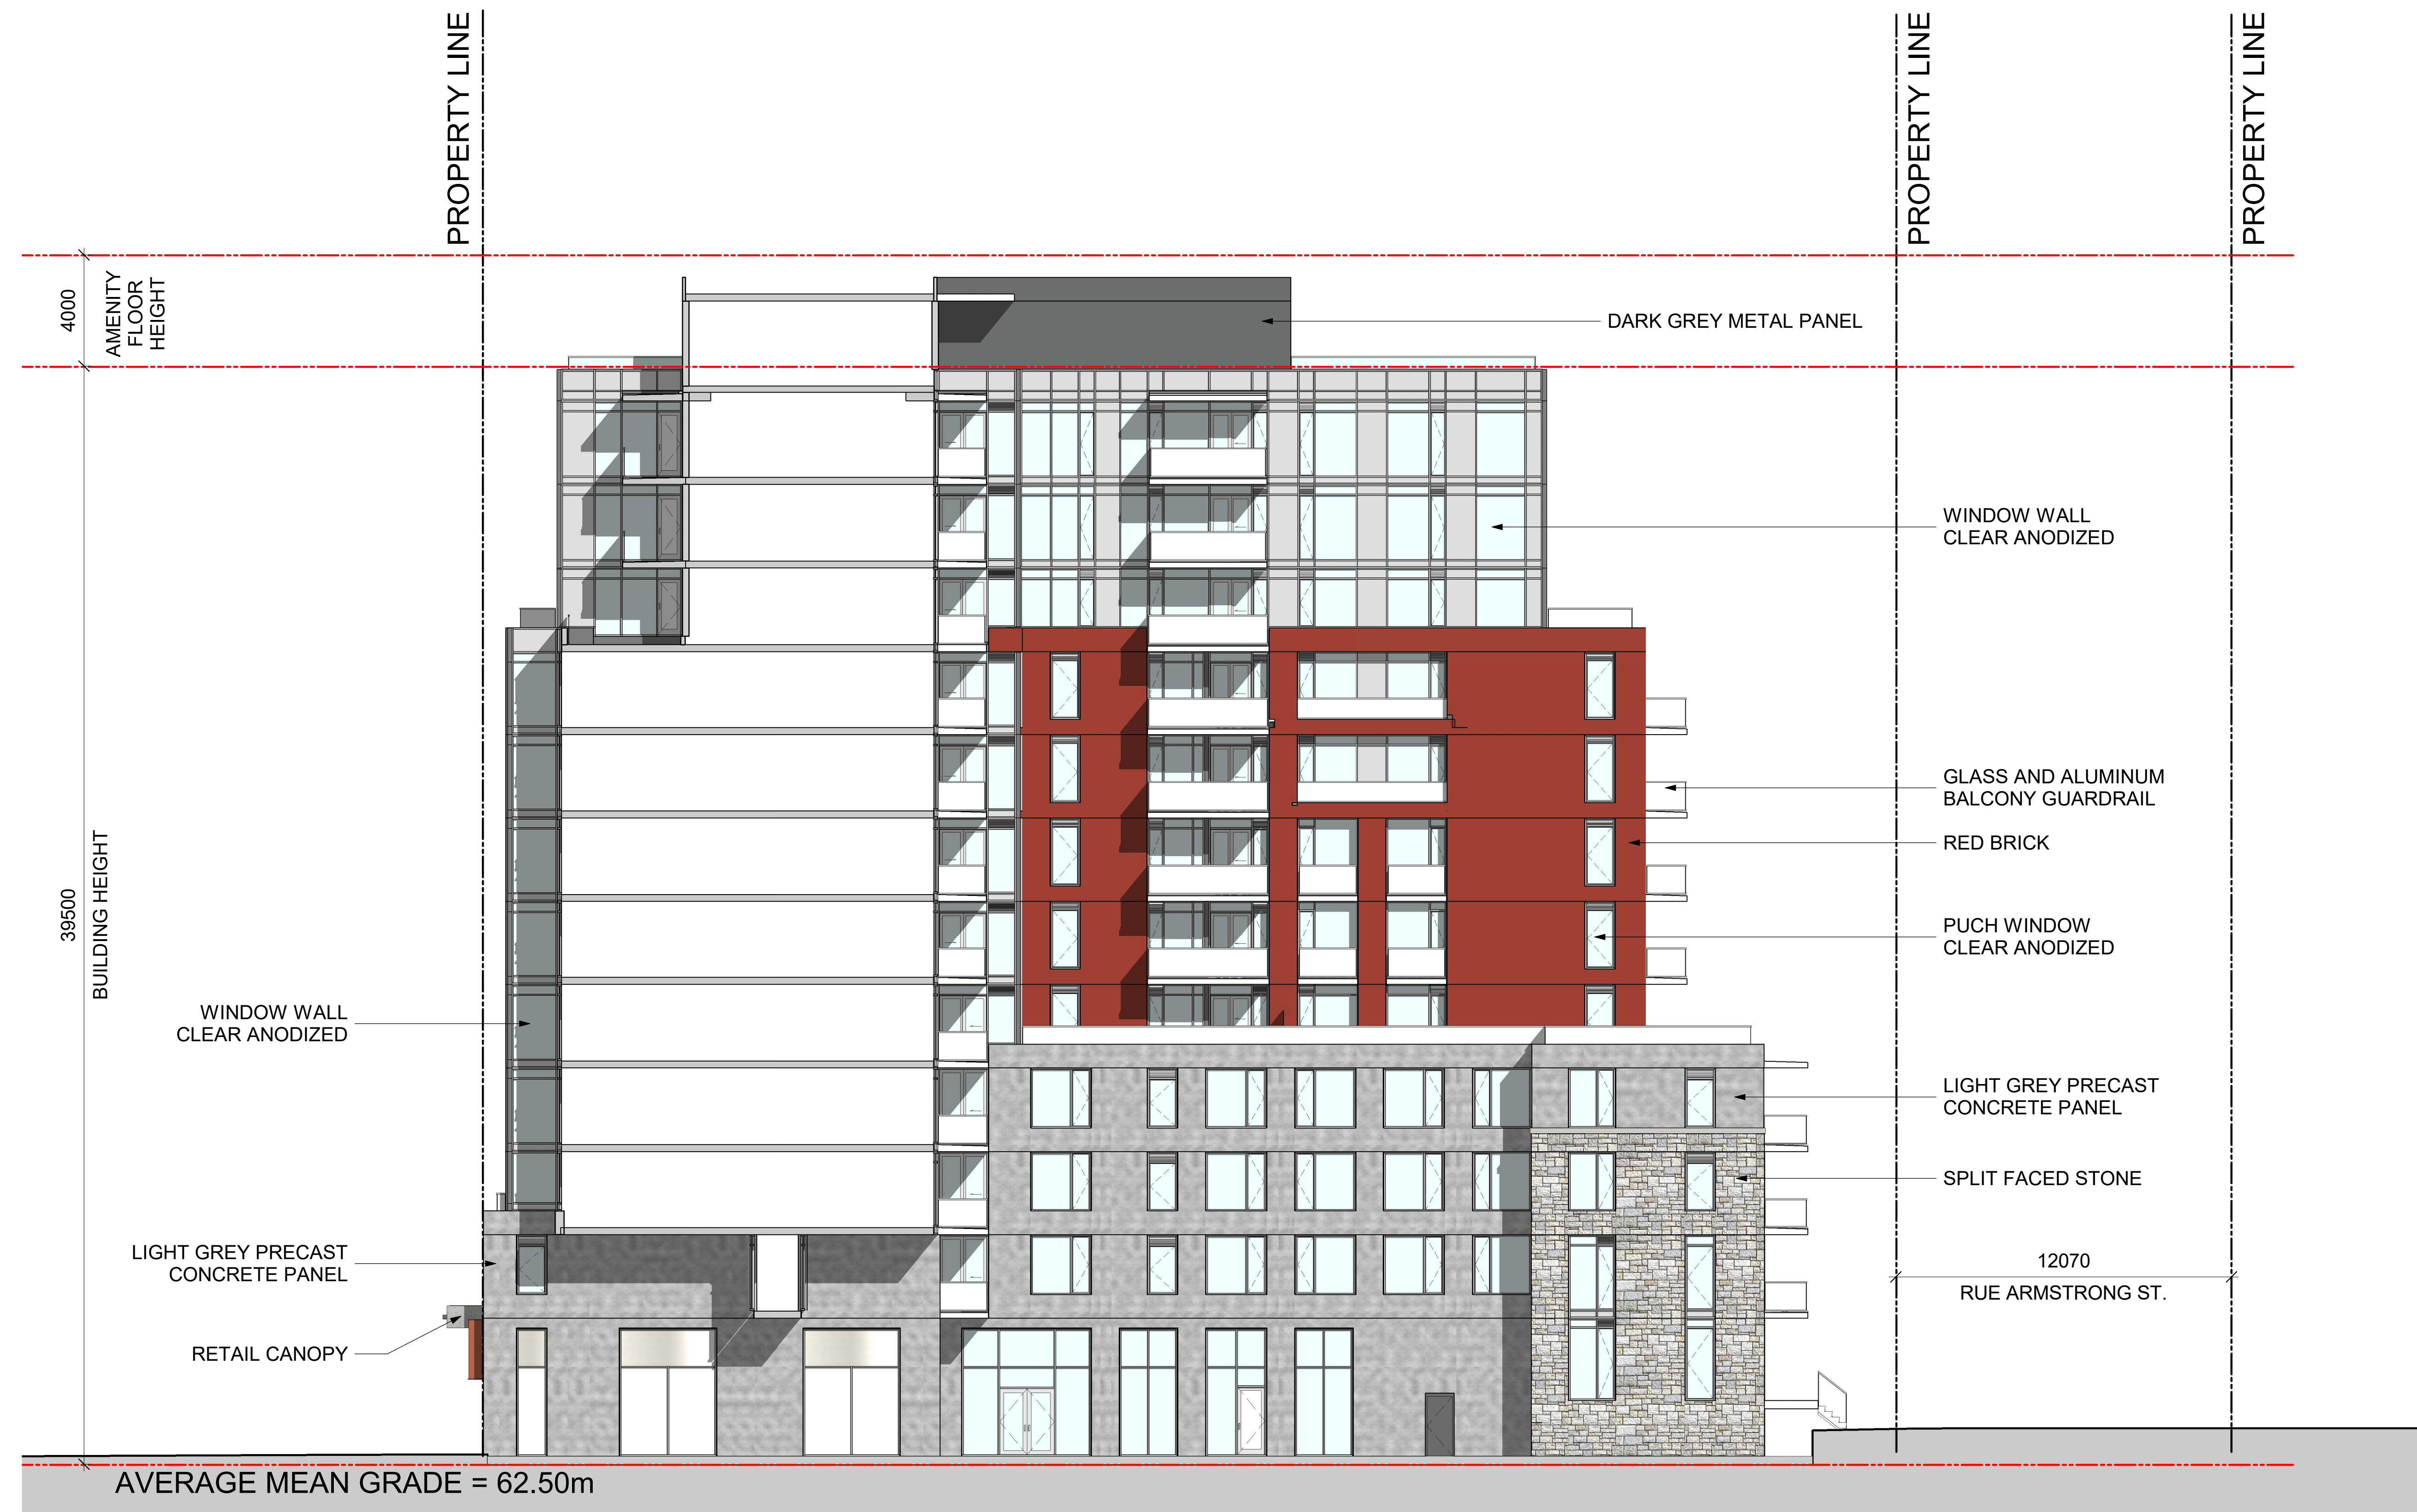 PROPERTY LINE
PROPERTY LINE
PROPERTY LINE
4000
AMENITY
FLOOR
HEIGHT
DARK GREY METAL PANEL
WINDOW WALL
CLEAR ANODIZED
GLASS AND ALUMINUM
BALCONY GUARDRAIL
RED BRICK
39500
BUILDING HEIGHT
PUCH WINDOW
CLEAR ANODIZED
WINDOW WALL
CLEAR ANODIZED
LIGHT GREY PRECAST
CONCRETE PANEL
SPLIT FACED STONE
LIGHT GREY PRECAST
CONCRETE PANEL
12070
RUE ARMSTRONG ST.
RETAIL CANOPY
AVERAGE MEAN GRADE = 62.50m